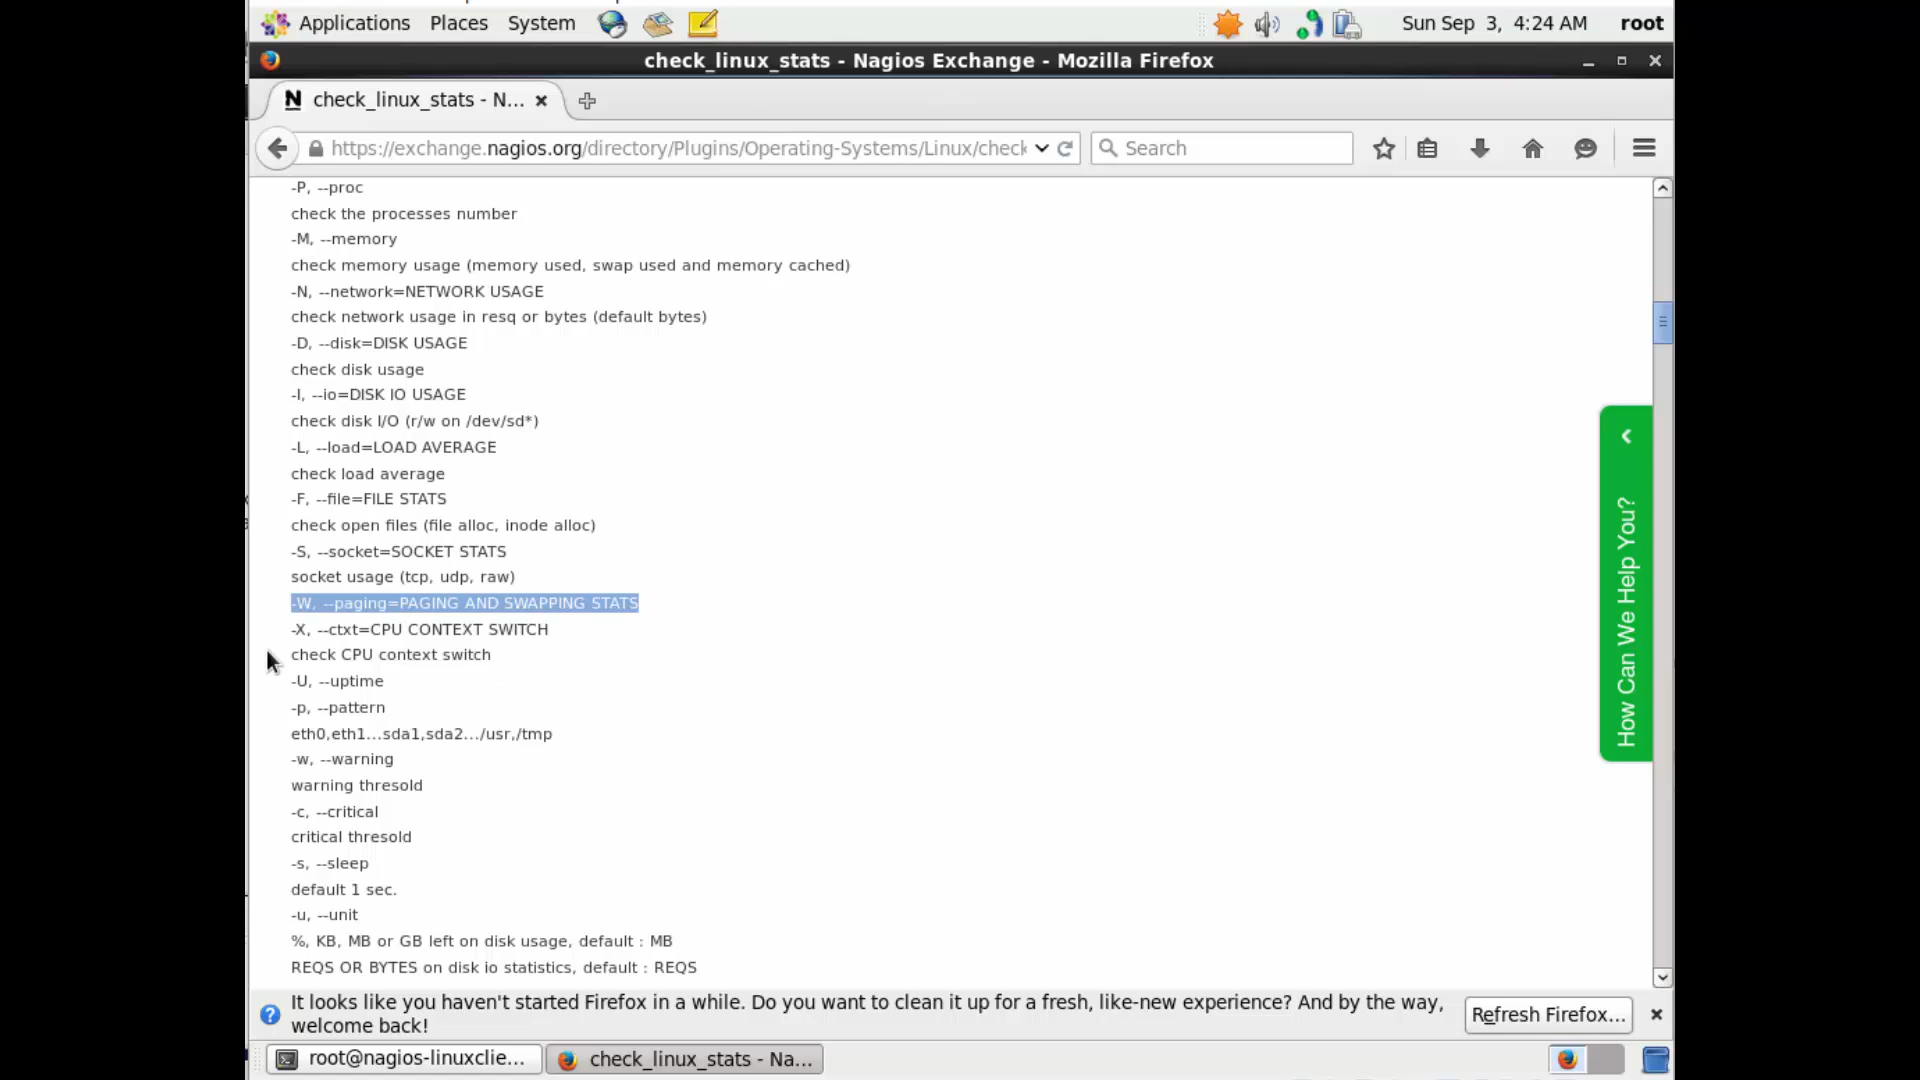 Applications Places System Sun Sep 3, 4:24 AM root
check_linux_stats - Nagios Exchange - Mozilla Firefox
check_linux_stats - N...
https://exchange.nagios.org/directory/Plugins/Operating-Systems/Linux/check Search
-P, --proc
check the processes number
-M, --memory
check memory usage (memory used, swap used and memory cached)
-N, --network=NETWORK USAGE
check network usage in resq or bytes (default bytes)
-D, --disk=DISK USAGE
check disk usage
-I, --io=DISK IO USAGE
check disk I/O (r/w on /dev/sd*)
-L, --load=LOAD AVERAGE
check load average
-F, --file=FILE STATS
check open files (file alloc, inode alloc)
-S, --socket=SOCKET STATS
socket usage (tcp, udp, raw)
-W, --paging=PAGING AND SWAPPING STATS
-X, --ctxt=CPU CONTEXT SWITCH
check CPU context switch
-U, --uptime
-p, --pattern
eth0,eth1...sda1,sda2.../usr,/tmp
-w, --warning
warning thresold
-c, --critical
critical thresold
-s, --sleep
default 1 sec.
-u, --unit
%, KB, MB or GB left on disk usage, default : MB
REQS OR BYTES on disk io statistics, default : REQS
How Can We Help You?
It looks like you haven't started Firefox in a while. Do you want to clean it up for a fresh, like-new experience? And by the way,
welcome back!
Refresh Firefox...
root@nagios-linuxclie... check_linux_stats - Na...